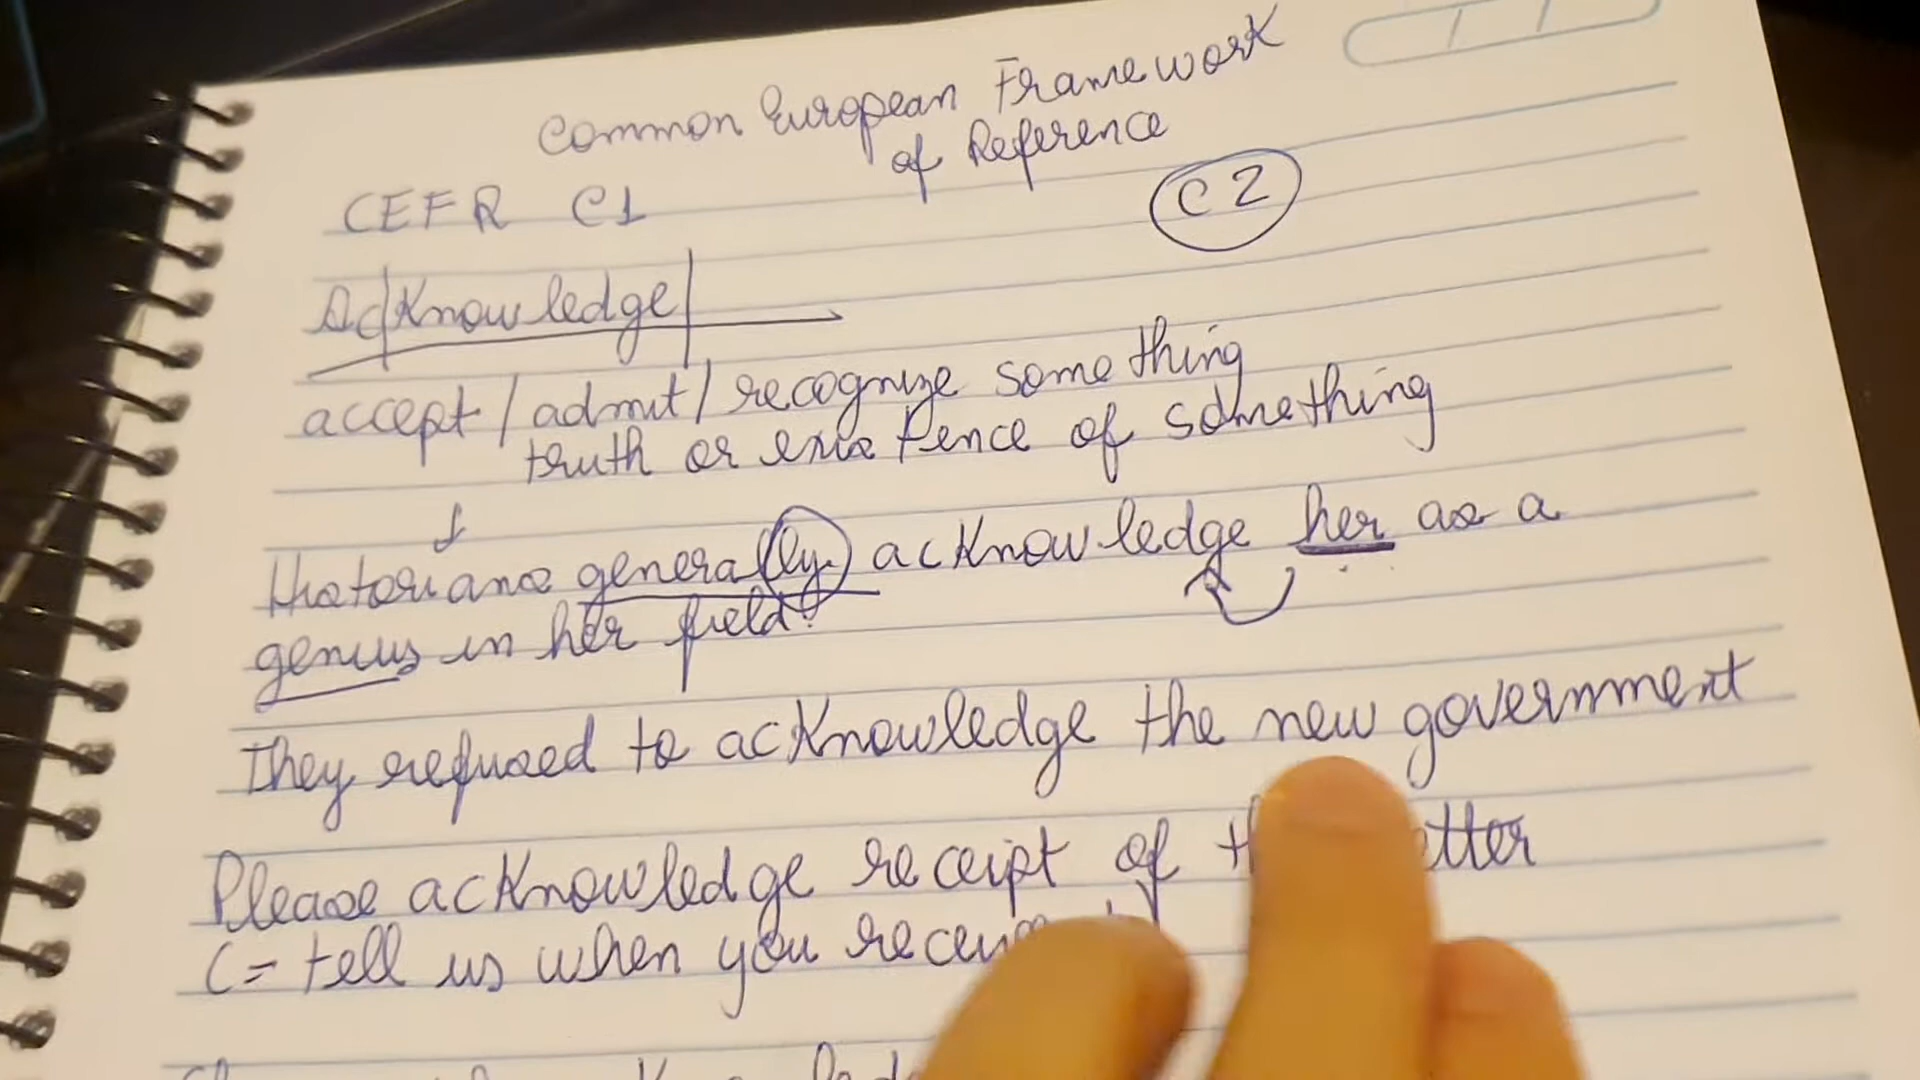 Common European Framework
of Reference
CEFR C1
C2
Acknowledge
accept / admit / recognize something
truth or existence of something
Historians generally acknowledge her as a
genius in her field.
They refused to acknowledge the new government
Please acknowledge receipt of
(= tell us when you